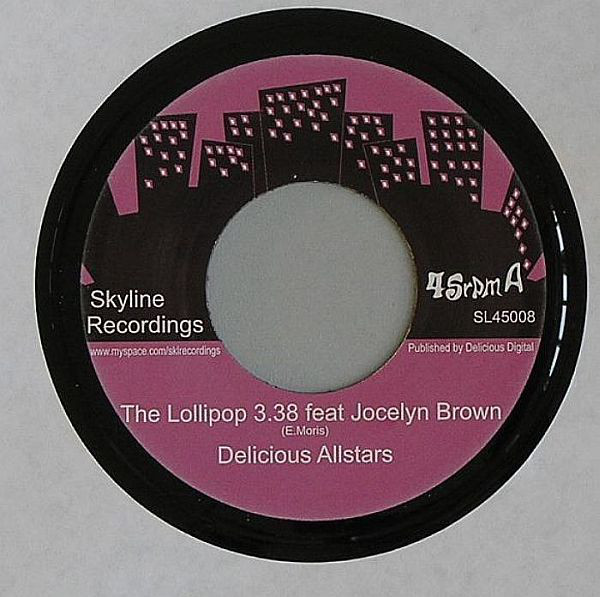 Skyline
Recordings
45rpm A
SL45008
www.myspace.com/sklrecordings
Published by Delicious Digital
The Lollipop 3.38 feat Jocelyn Brown
(E.Moris)
Delicious Allstars